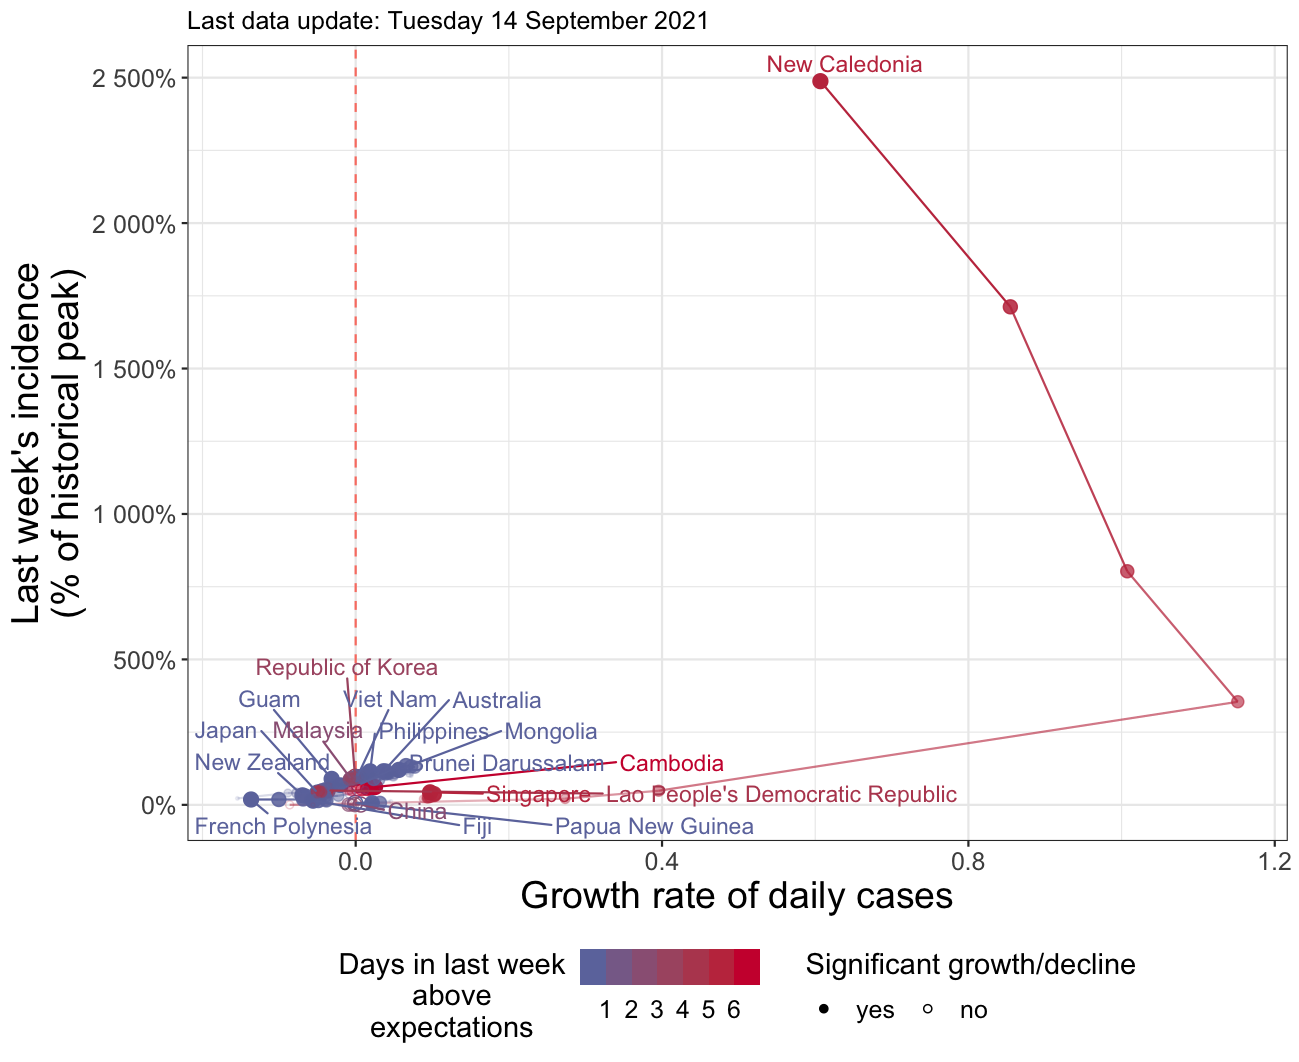 Last data update: Tuesday 14 September 2021
Last week's incidence
(% of historical peak)
2 500%
2 000%
1 500%
1 000%
500%
0%
New Caledonia
Republic of Korea
Guam
Viet Nam
Australia
Japan
Malaysia
Philippines
Mongolia
New Zealand
Brunei Darussalam
Cambodia
Singapore
Lao People's Democratic Republic
China
French Polynesia
Fiji
Papua New Guinea
0.0
0.4
0.8
1.2
Growth rate of daily cases
Days in last week
above
expectations
1 2 3 4 5 6
Significant growth/decline
yes
no